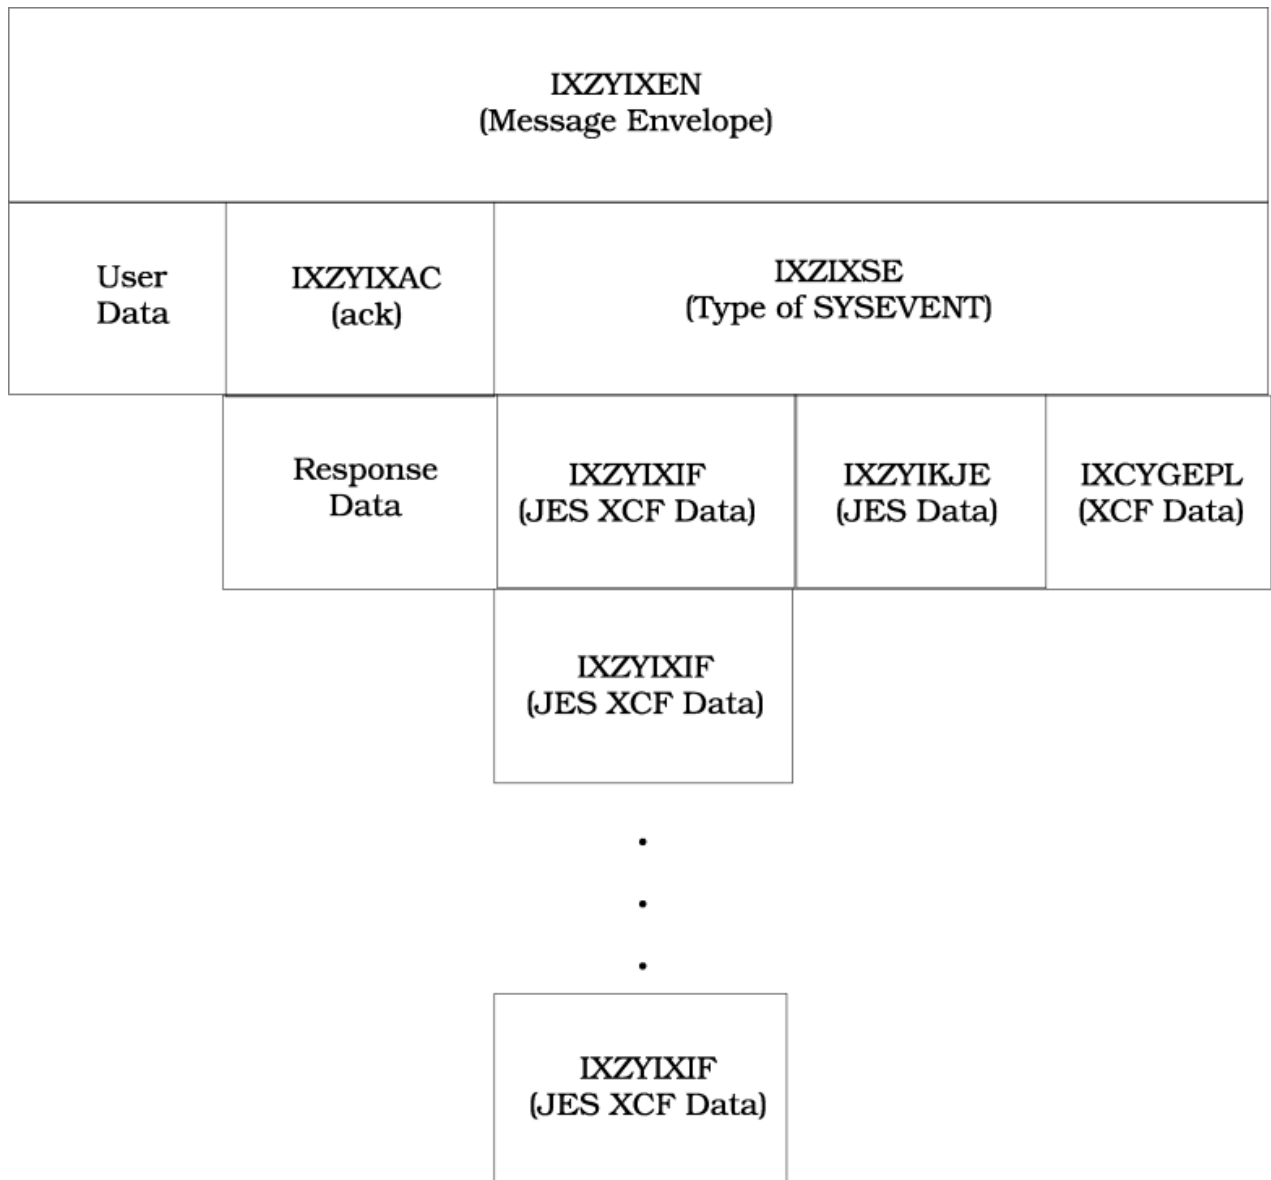 IXZYIXEN
(Message Envelope)
User
Data
IXZYIXAC
(ack)
IXZIXSE
(Type of SYSEVENT)
Response
Data
IXZYIXIF
(JES XCF Data)
IXZYIKJE
(JES Data)
IXCYGEPL
(XCF Data)
IXZYIXIF
(JES XCF Data)
IXZYIXIF
(JES XCF Data)